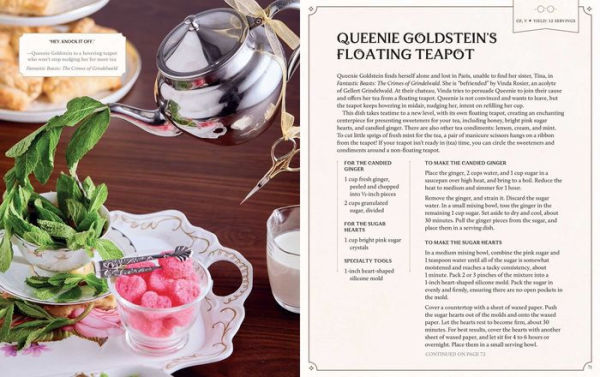 "HEY, KNOCK IT OFF."
—Queenie Goldstein to a hovering teapot
who won't stop nudging her for more tea
Fantastic Beasts: The Crimes of Grindelwald
GF, V ✦ YIELD: 12 SERVINGS
QUEENIE GOLDSTEIN'S
FLOATING TEAPOT
Queenie Goldstein finds herself alone and lost in Paris, unable to find her sister, Tina, in
Fantastic Beasts: The Crimes of Grindelwald. She is "befriended" by Vinda Rosier, an acolyte
of Gellert Grindelwald. At their chateau, Vinda tries to persuade Queenie to join their cause
and offers her tea from a floating teapot. Queenie is not convinced and wants to leave, but
the teapot keeps hovering in midair, nudging her, intent on refilling her cup.
This dish takes teatime to a new level, with its own floating teapot, creating an enchanting
centerpiece for presenting sweeteners for your tea, including honey, bright pink sugar
hearts, and candied ginger. There are also other tea condiments: lemon, cream, and mint.
To cut little sprigs of fresh mint for the tea, a pair of manicure scissors hangs on a ribbon
from the teapot! If your teapot isn't ready in (tea) time, you can circle the sweeteners and
condiments around a non-floating teapot.
FOR THE CANDIED
GINGER
1 cup fresh ginger,
peeled and chopped
into ½-inch pieces
2 cups granulated
sugar, divided
FOR THE SUGAR
HEARTS
1 cup bright pink sugar
crystals
SPECIALTY TOOLS
1-inch heart-shaped
silicone mold
TO MAKE THE CANDIED GINGER
Place the ginger, 2 cups water, and 1 cup sugar in a
saucepan over high heat, and bring to a boil. Reduce the
heat to medium and simmer for 1 hour.
Remove the ginger, and strain it. Discard the sugar
water. In a small mixing bowl, toss the ginger in the
remaining 1 cup sugar. Set aside to dry and cool, about
30 minutes. Pull the ginger pieces from the sugar, and
place them in a serving dish.
TO MAKE THE SUGAR HEARTS
In a medium mixing bowl, combine the pink sugar and
1 teaspoon water until all of the sugar is somewhat
moistened and reaches a tacky consistency, about
1 minute. Pack 2 or 3 pinches of the mixture into a
1-inch heart-shaped silicone mold. Pack the sugar in
evenly and firmly, ensuring there are no open pockets in
the mold.
Cover a countertop with a sheet of waxed paper. Push
the sugar hearts out of the molds and onto the waxed
paper. Let the hearts rest to become firm, about 30
minutes. For best results, cover the hearts with another
sheet of waxed paper, and let sit for 4 to 6 hours or
overnight. Place them in a small serving bowl.
CONTINUED ON PAGE 72
71